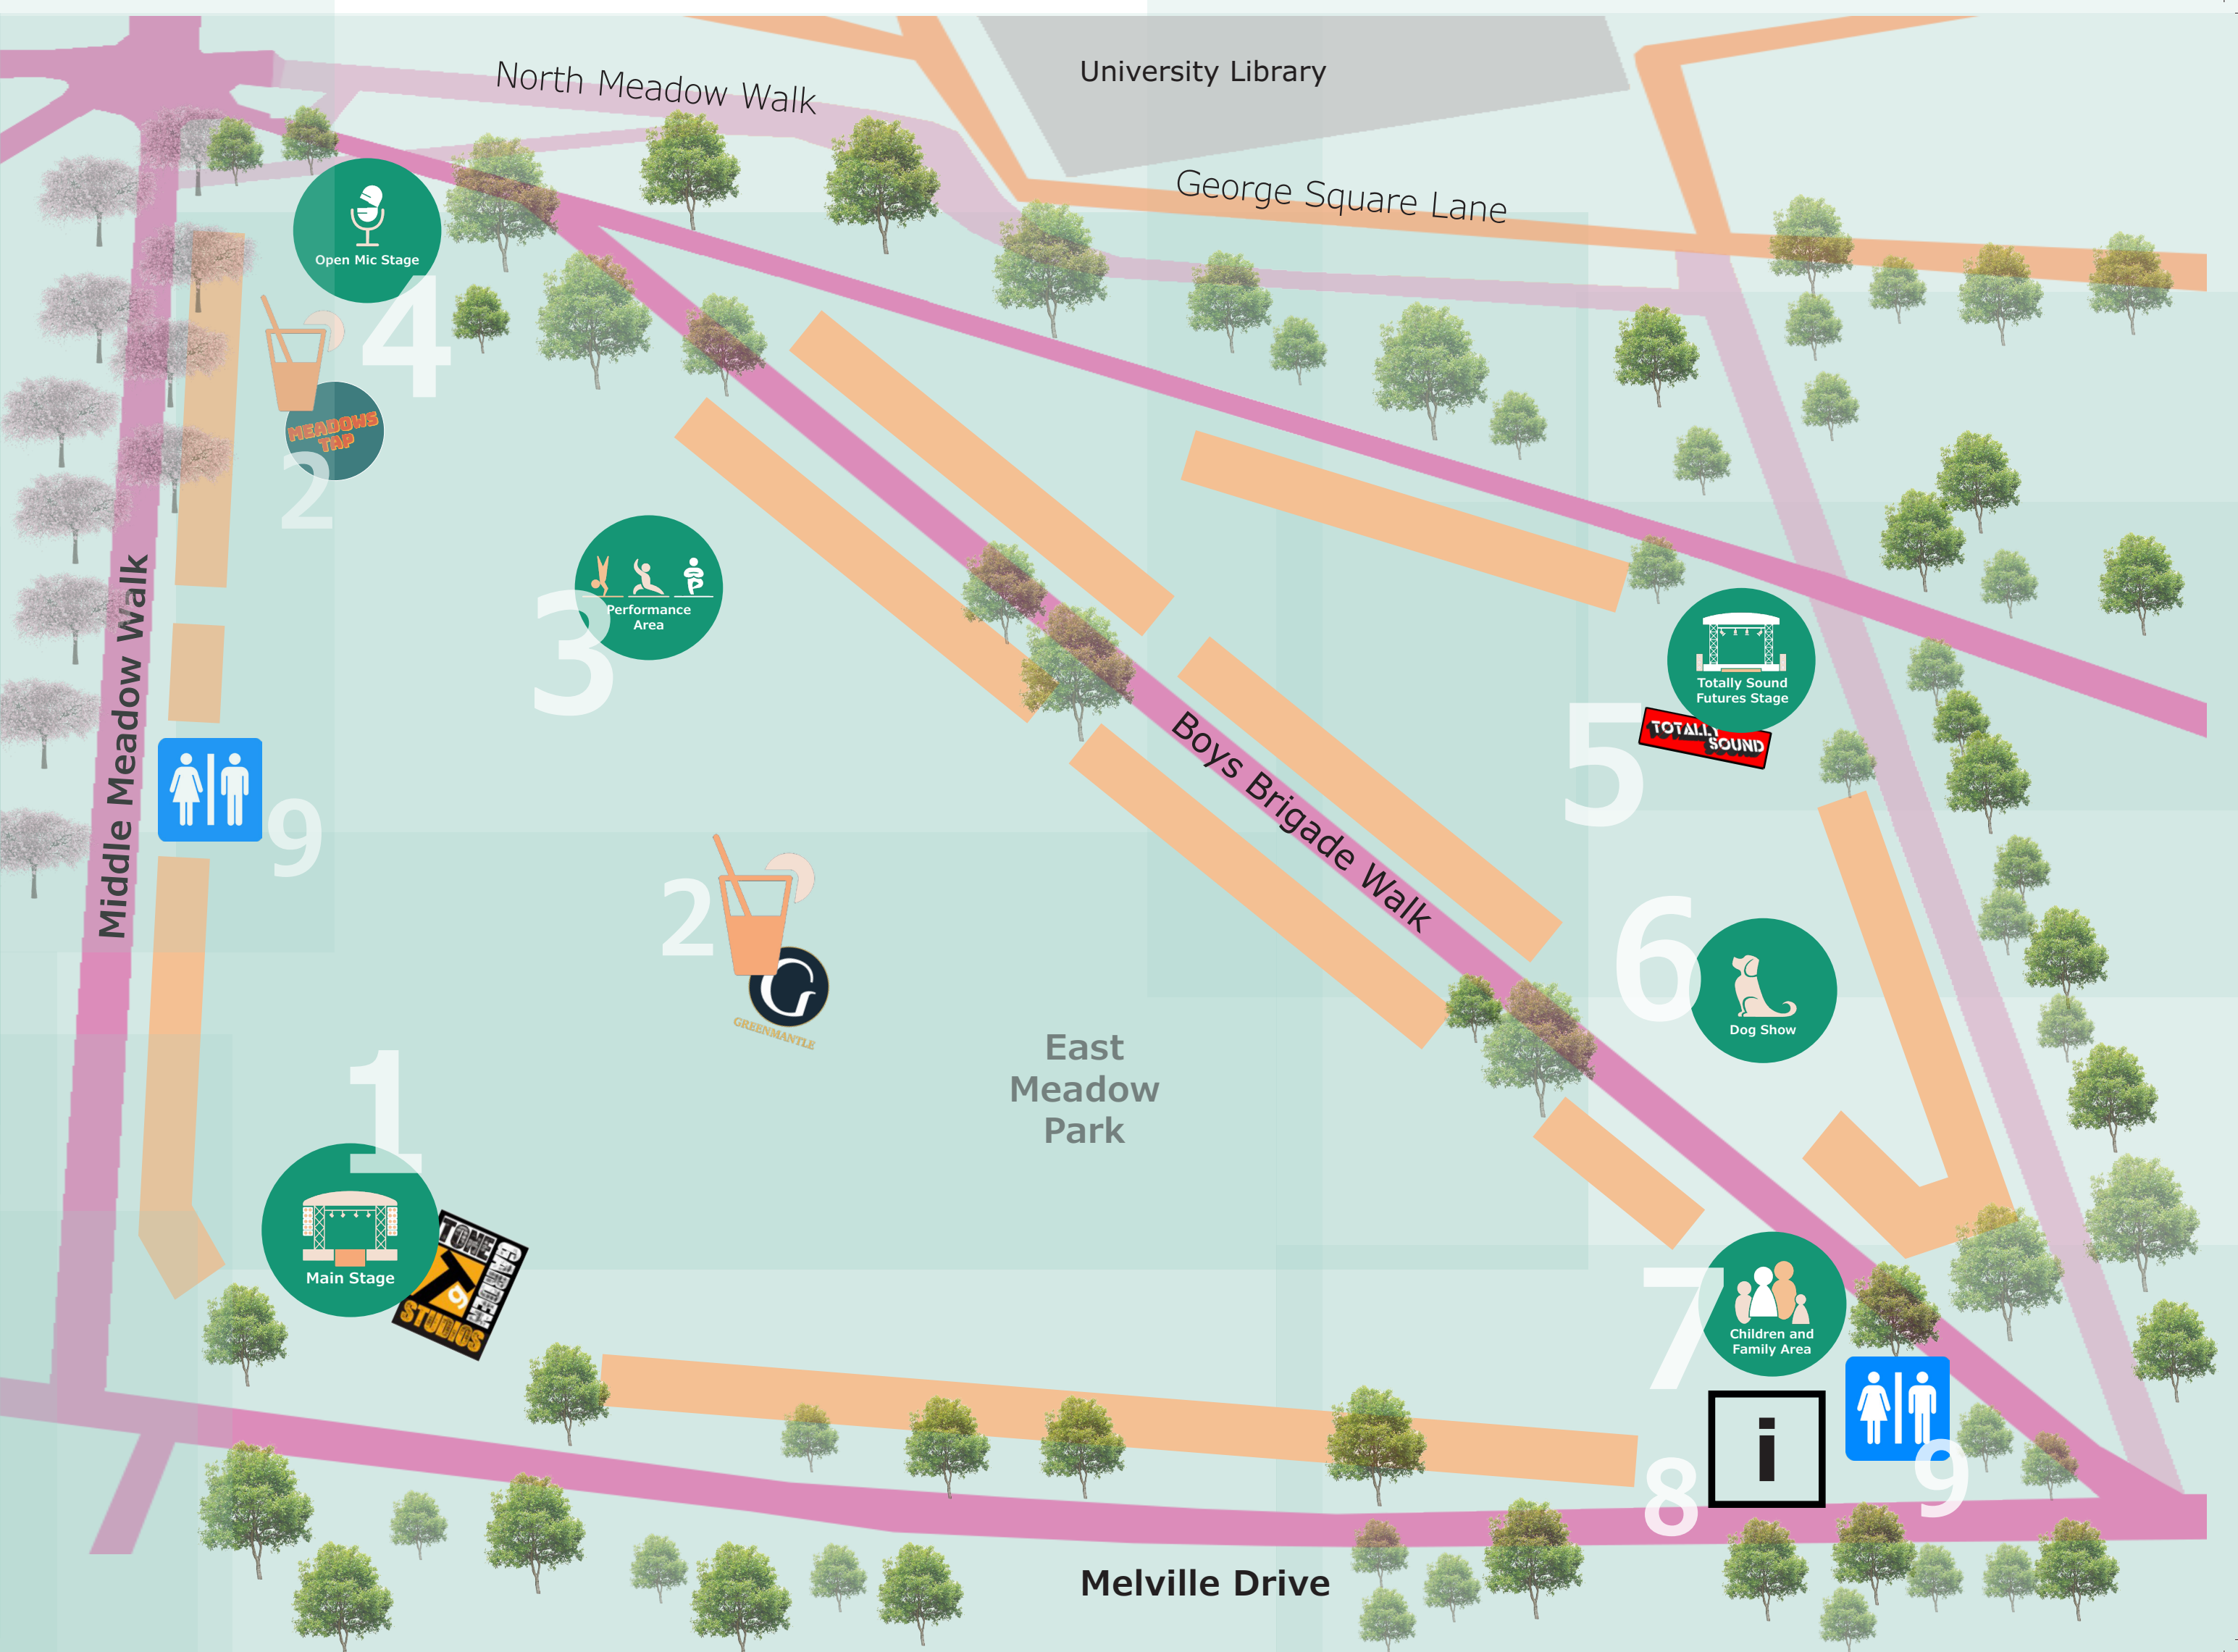 University Library
North Meadow Walk
George Square Lane
Open Mic Stage
4
MEADOWS
TAP
2
Performance
Area
3
Totally Sound
Futures Stage
TOTALLY
SOUND
5
Middle Meadow Walk
9
Boys Brigade Walk
2
G
GREENMANTLE
6
Dog Show
East
Meadow
Park
1
Main Stage
TONE
STUDIOS
9
7
Children and
Family Area
i
8
9
Melville Drive